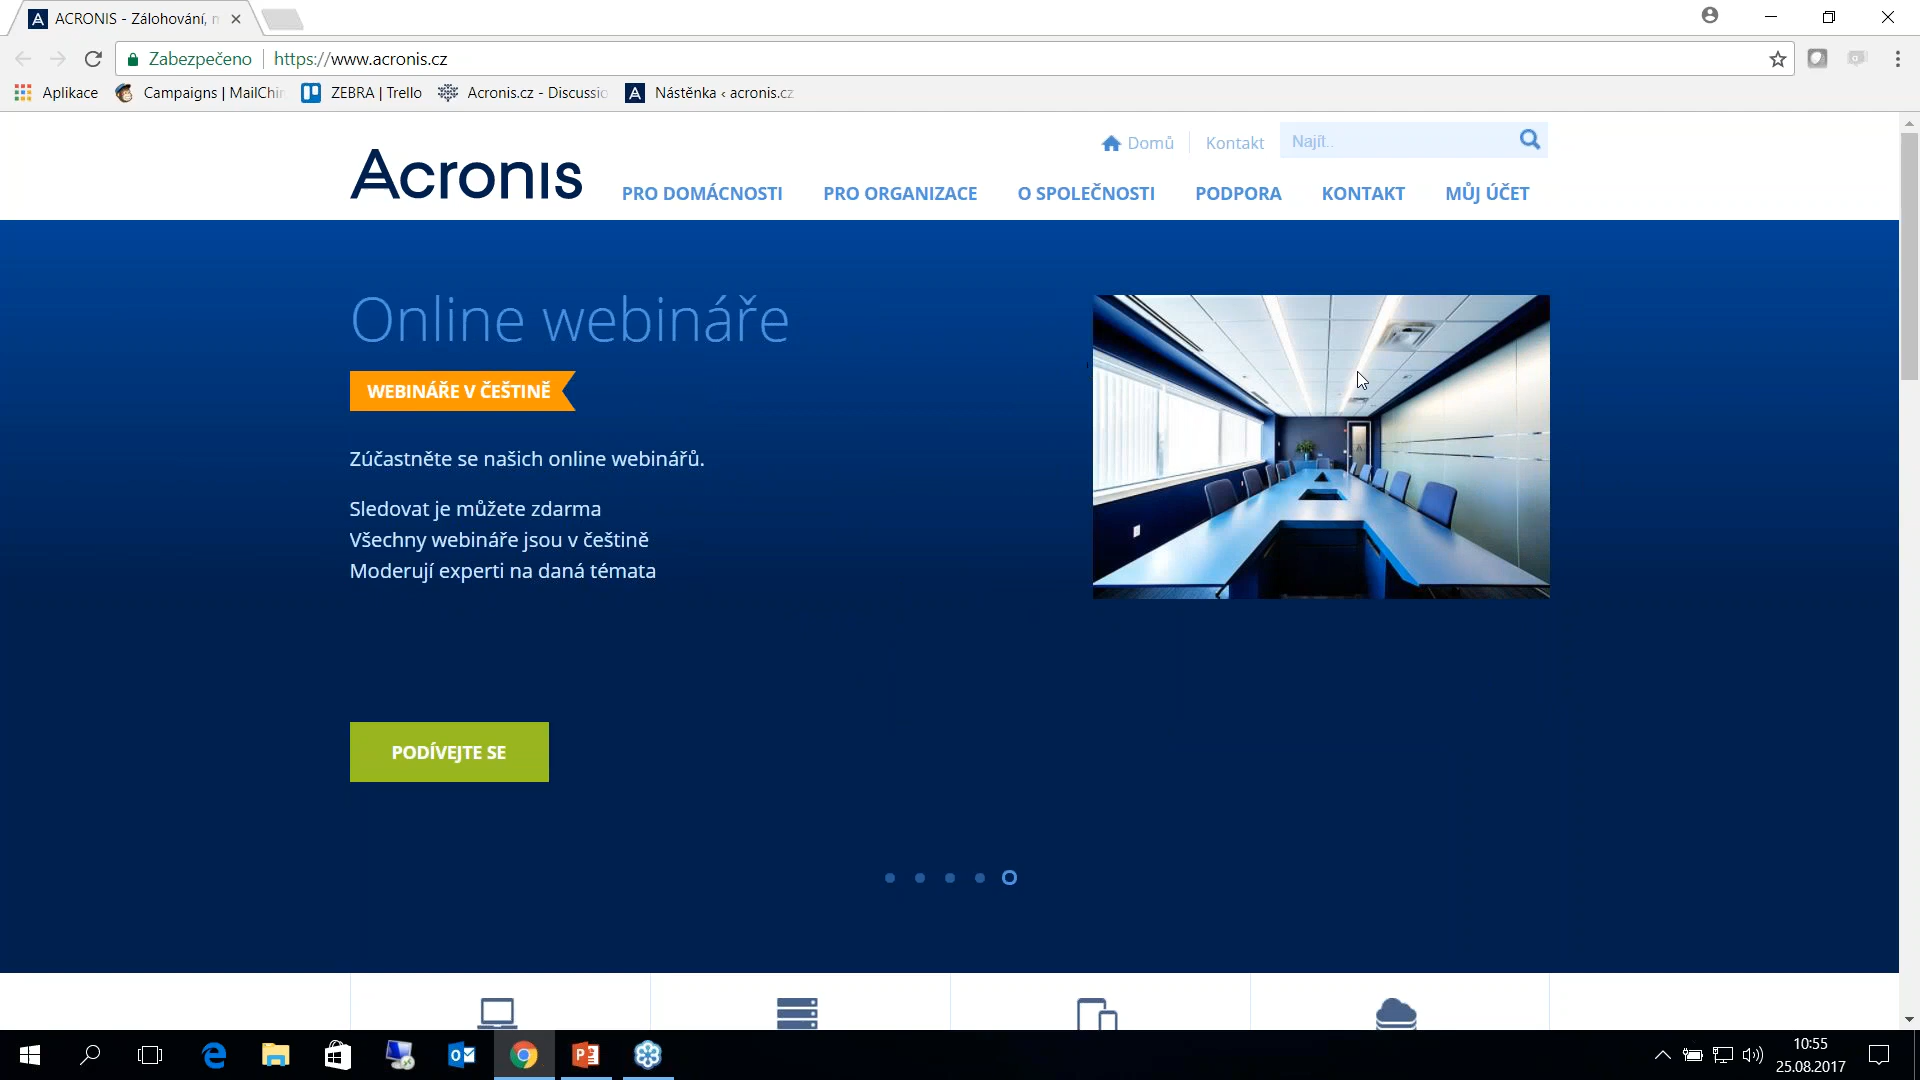 ACRONIS - Zálohování,
Zabezpečeno
https://www.acronis.cz
Aplikace
Campaigns | MailChi
ZEBRA | Trello
Acronis.cz - Discussio
Nástěnka ‹ acronis.cz
Domů
Kontakt
Najít..
Acronis
PRO DOMÁCNOSTI
PRO ORGANIZACE
O SPOLEČNOSTI
PODPORA
KONTAKT
MŮJ ÚČET
Online webináře
WEBINÁŘE V ČEŠTINĚ
Zúčastněte se našich online webinářů.
Sledovat je můžete zdarma
Všechny webináře jsou v češtině
Moderují experti na daná témata
PODÍVEJTE SE
10:55
25.08.2017